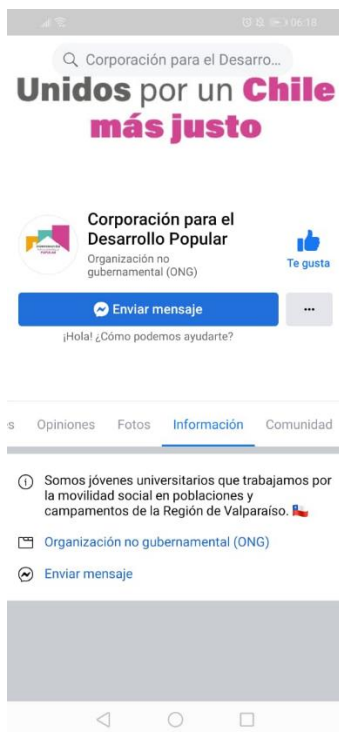 06:18
Corporación para el Desarro...
Unidos por un Chile
más justo
Corporación para el
Desarrollo Popular
Organización no
gubernamental (ONG)
Te gusta
Enviar mensaje
...
¡Hola! ¿Cómo podemos ayudarte?
s Opiniones Fotos Información Comunidad
Somos jóvenes universitarios que trabajamos por
la movilidad social en poblaciones y
campamentos de la Región de Valparaíso. 🇨🇱
Organización no gubernamental (ONG)
Enviar mensaje